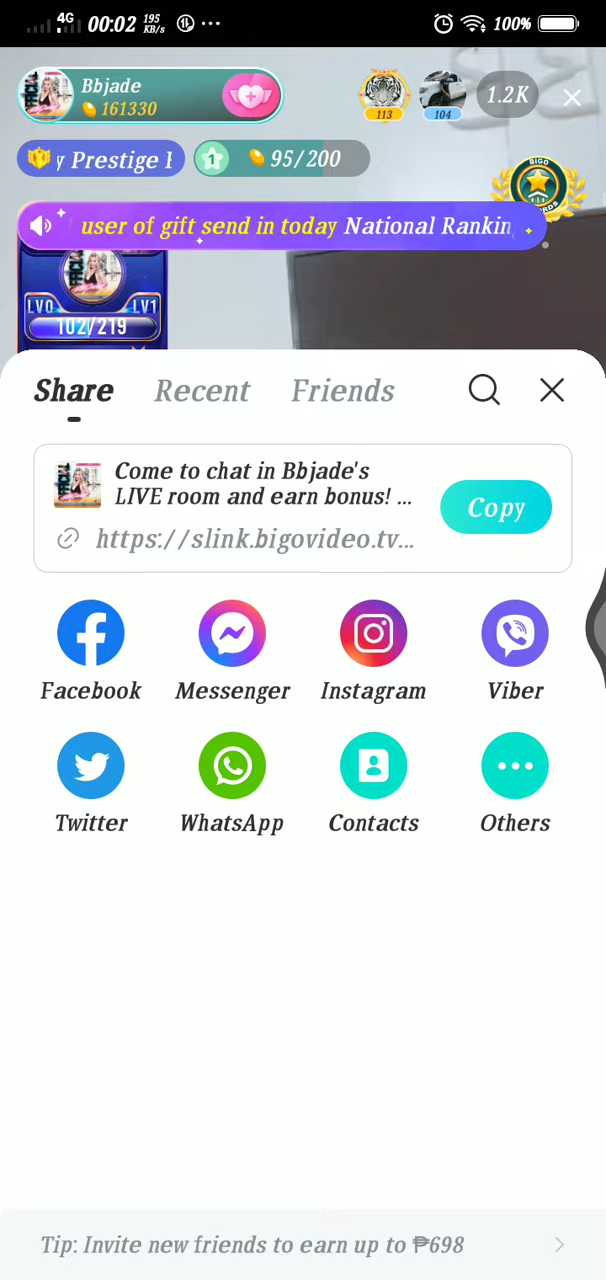 4G 00:02 195 KB/s 100%
Bbjade
161330
113
104
1.2K
y Prestige
1
95/200
BIGO
user of gift send in today National Rankin
LV0 LV1
102/219
Share Recent Friends
Come to chat in Bbjade's
LIVE room and earn bonus! ...
https://slink.bigovideo.tv...
Copy
Facebook Messenger Instagram Viber
Twitter WhatsApp Contacts Others
Tip: Invite new friends to earn up to ₱698